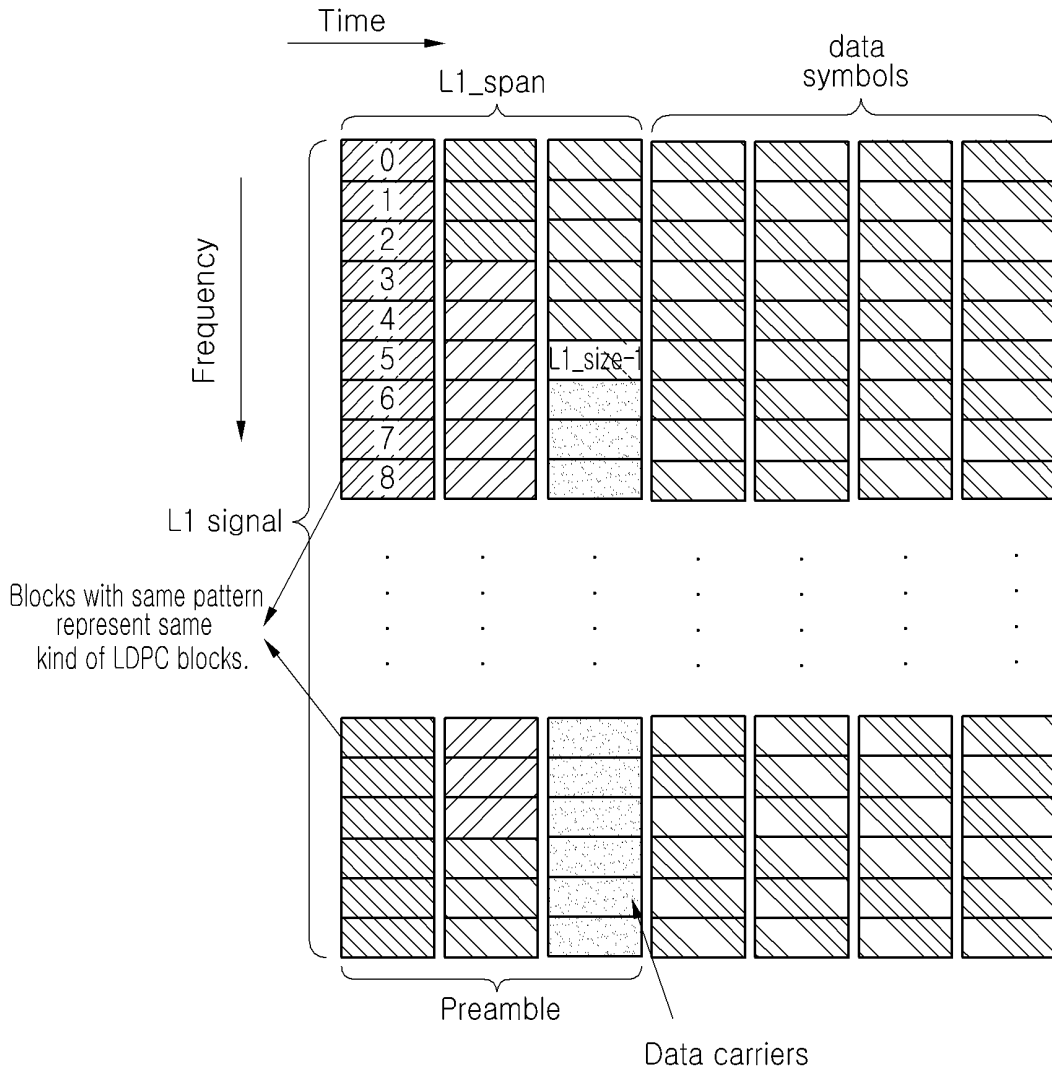 Time
L1_span
data
symbols
Frequency
0
1
2
3
4
5
L1_size-1
6
7
8
L1 signal
Blocks with same pattern
represent same
kind of LDPC blocks.
Preamble
Data carriers